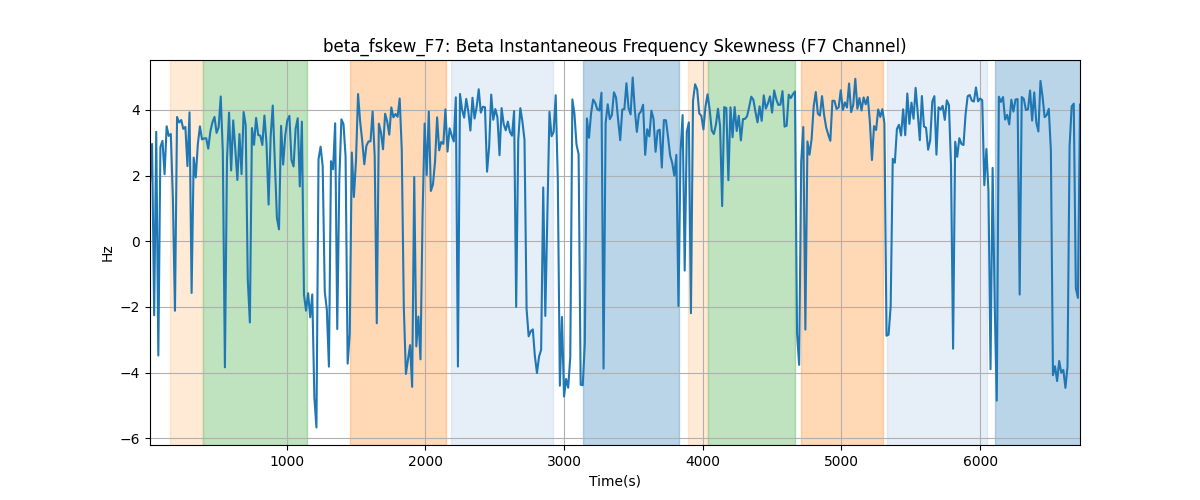 beta_fskew_F7: Beta Instantaneous Frequency Skewness (F7 Channel)
Hz
4
2
0
−2
−4
−6
1000 2000 3000 4000 5000 6000
Time(s)